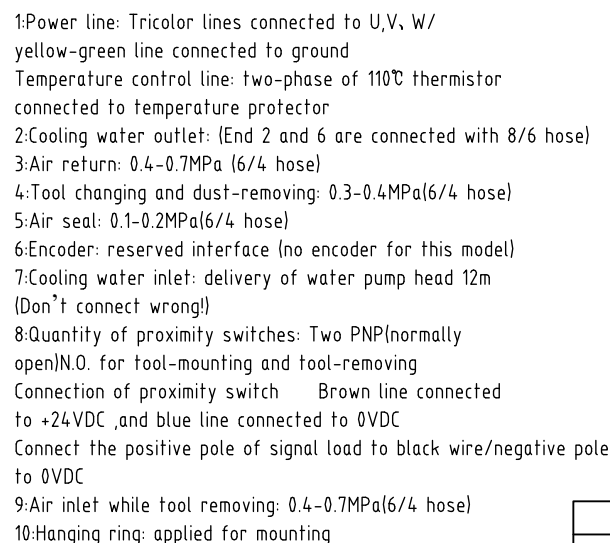 1:Power line: Tricolor lines connected to U,V、W/
yellow-green line connected to ground
Temperature control line: two-phase of 110℃ thermistor
connected to temperature protector
2:Cooling water outlet: (End 2 and 6 are connected with 8/6 hose)
3:Air return: 0.4-0.7MPa (6/4 hose)
4:Tool changing and dust-removing: 0.3-0.4MPa(6/4 hose)
5:Air seal: 0.1-0.2MPa(6/4 hose)
6:Encoder: reserved interface (no encoder for this model)
7:Cooling water inlet: delivery of water pump head 12m
(Don't connect wrong!)
8:Quantity of proximity switches: Two PNP(normally
open)N.O. for tool-mounting and tool-removing
Connection of proximity switch    Brown line connected
to +24VDC ,and blue line connected to 0VDC
Connect the positive pole of signal load to black wire/negative pole
to 0VDC
9:Air inlet while tool removing: 0.4-0.7MPa(6/4 hose)
10:Hanging ring: applied for mounting